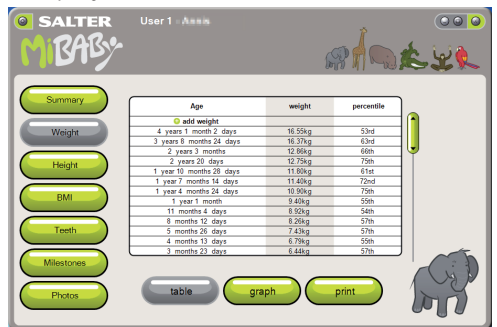 SALTER
User 1 -
MiBABY
Summary
Weight
Height
BMI
Teeth
Milestones
Photos
Age weight percentile
add weight
4 years 1 month 2 days 16.55kg 53rd
3 years 8 months 24 days 16.37kg 63rd
2 years 3 months 12.86kg 66th
2 years 20 days 12.75kg 75th
1 year 10 months 28 days 11.80kg 61st
1 year 7 months 14 days 11.40kg 72nd
1 year 4 months 24 days 10.90kg 75th
1 year 1 month 9.40kg 55th
11 months 4 days 8.92kg 54th
8 months 12 days 8.26kg 57th
5 months 26 days 7.43kg 57th
4 months 13 days 6.79kg 55th
3 months 23 days 6.44kg 57th
table graph print